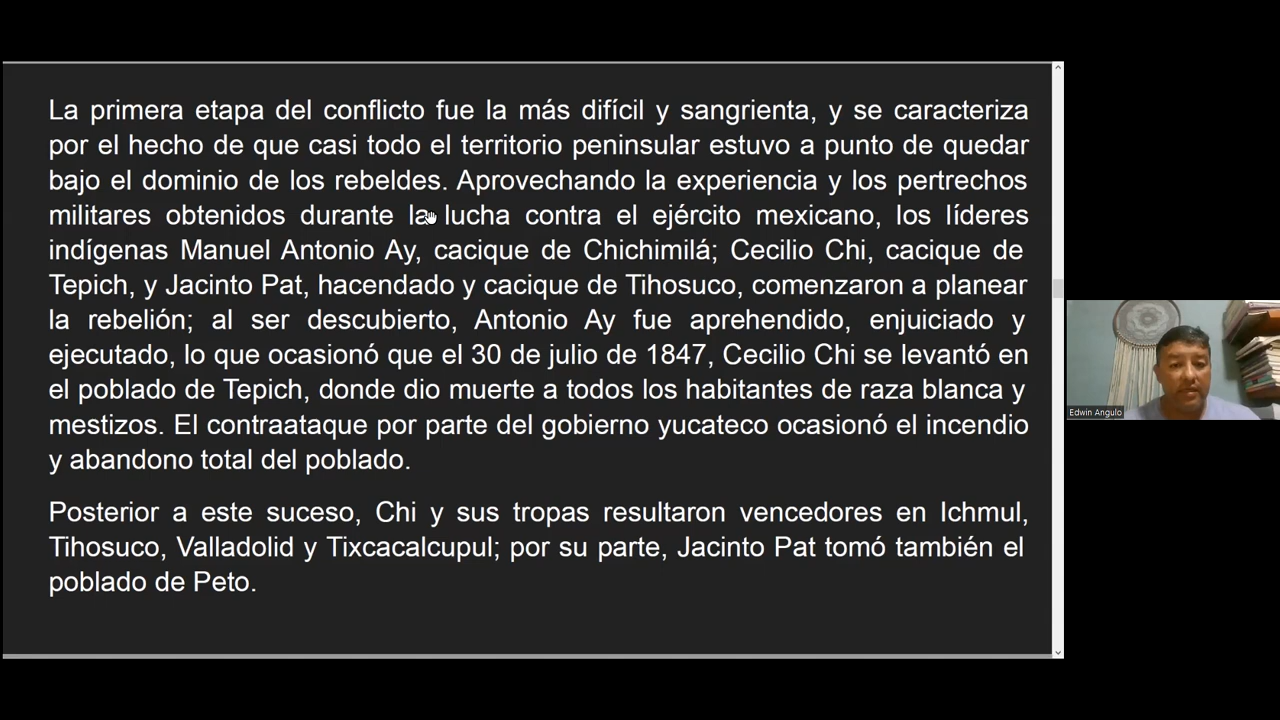 La primera etapa del conflicto fue la más difícil y sangrienta, y se caracteriza
por el hecho de que casi todo el territorio peninsular estuvo a punto de quedar
bajo el dominio de los rebeldes. Aprovechando la experiencia y los pertrechos
militares obtenidos durante la lucha contra el ejército mexicano, los líderes
indígenas Manuel Antonio Ay, cacique de Chichimilá; Cecilio Chi, cacique de
Tepich, y Jacinto Pat, hacendado y cacique de Tihosuco, comenzaron a planear
la rebelión; al ser descubierto, Antonio Ay fue aprehendido, enjuiciado y
ejecutado, lo que ocasionó que el 30 de julio de 1847, Cecilio Chi se levantó en
el poblado de Tepich, donde dio muerte a todos los habitantes de raza blanca y
mestizos. El contraataque por parte del gobierno yucateco ocasionó el incendio
y abandono total del poblado.
Posterior a este suceso, Chi y sus tropas resultaron vencedores en Ichmul,
Tihosuco, Valladolid y Tixcacalcupul; por su parte, Jacinto Pat tomó también el
poblado de Peto.
Edwin Angulo